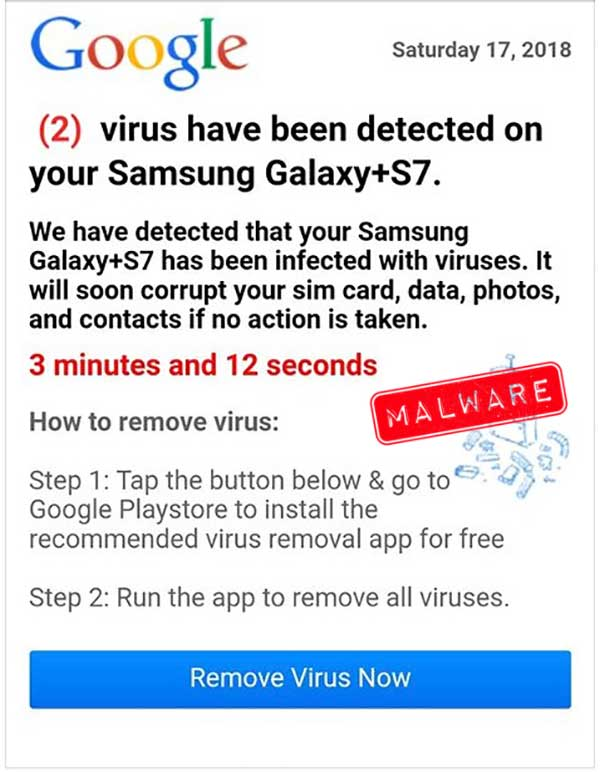 Google
Saturday 17, 2018
(2) virus have been detected on
your Samsung Galaxy+S7.
We have detected that your Samsung
Galaxy+S7 has been infected with viruses. It
will soon corrupt your sim card, data, photos,
and contacts if no action is taken.
3 minutes and 12 seconds
MALWARE
How to remove virus:
Step 1: Tap the button below & go to
Google Playstore to install the
recommended virus removal app for free
Step 2: Run the app to remove all viruses.
Remove Virus Now